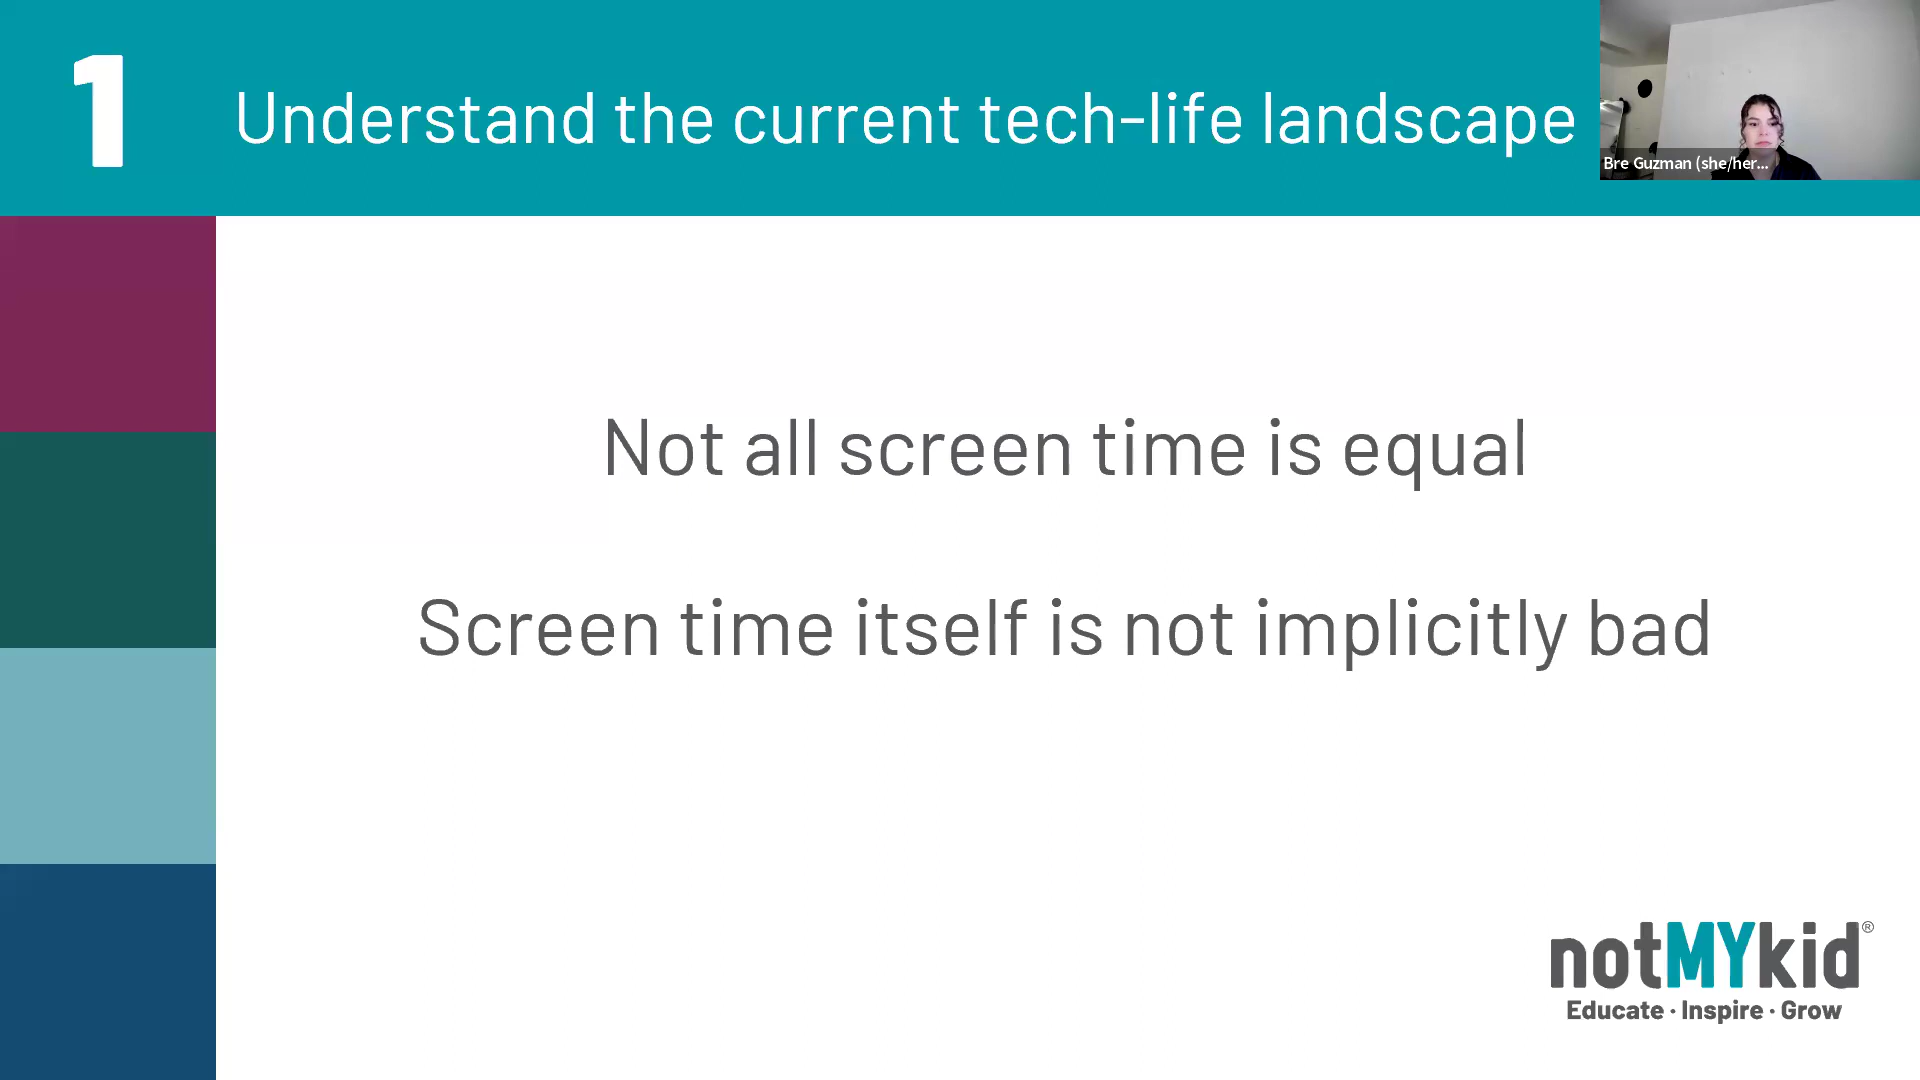 1
Understand the current tech-life landscape
Bre Guzman (she/her...
Not all screen time is equal
Screen time itself is not implicitly bad
notMYkid®
Educate · Inspire · Grow